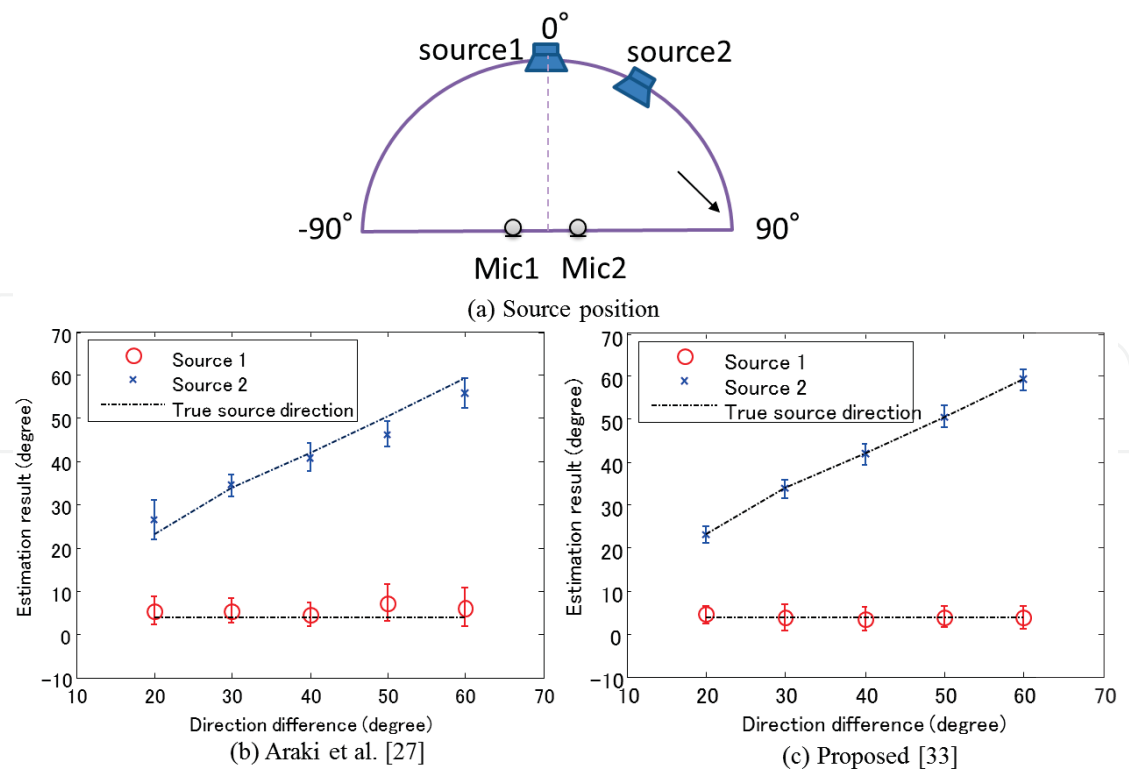 0°
source1
source2
-90°
90°
Mic1
Mic2
(a) Source position
70
60
50
40
30
20
10
0
-10
Estimation result (degree)
Source 1
Source 2
True source direction
10
20
30
40
50
60
70
Direction difference (degree)
(b) Araki et al. [27]
70
60
50
40
30
20
10
0
-10
Estimation result (degree)
Source 1
Source 2
True source direction
10
20
30
40
50
60
70
Direction difference (degree)
(c) Proposed [33]